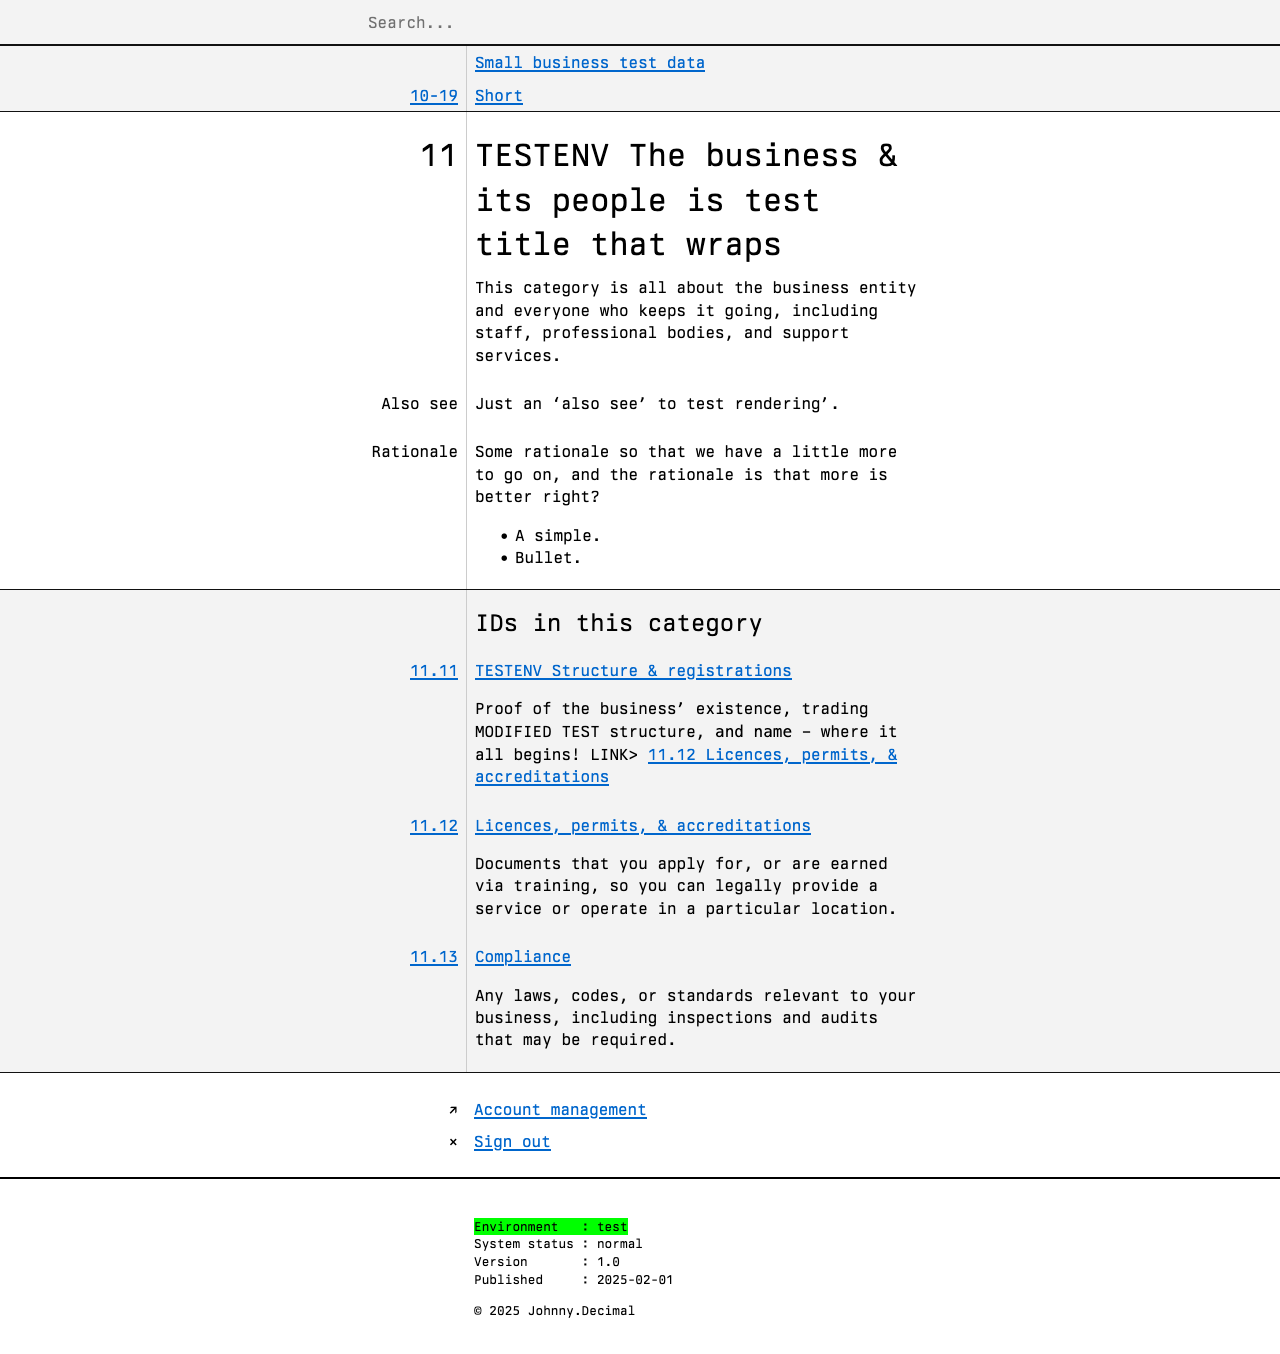 Search...
Small business test data
10-19 Short
11 TESTENV The business &
its people is test
title that wraps
This category is all about the business entity
and everyone who keeps it going, including
staff, professional bodies, and support
services.
Also see Just an ‘also see’ to test rendering’.
Rationale Some rationale so that we have a little more
to go on, and the rationale is that more is
better right?
• A simple.
• Bullet.
IDs in this category
11.11 TESTENV Structure & registrations
Proof of the business’ existence, trading
MODIFIED TEST structure, and name – where it
all begins! LINK> 11.12 Licences, permits, &
accreditations
11.12 Licences, permits, & accreditations
Documents that you apply for, or are earned
via training, so you can legally provide a
service or operate in a particular location.
11.13 Compliance
Any laws, codes, or standards relevant to your
business, including inspections and audits
that may be required.
↗ Account management
× Sign out
Environment : test
System status : normal
Version : 1.0
Published : 2025-02-01
© 2025 Johnny.Decimal